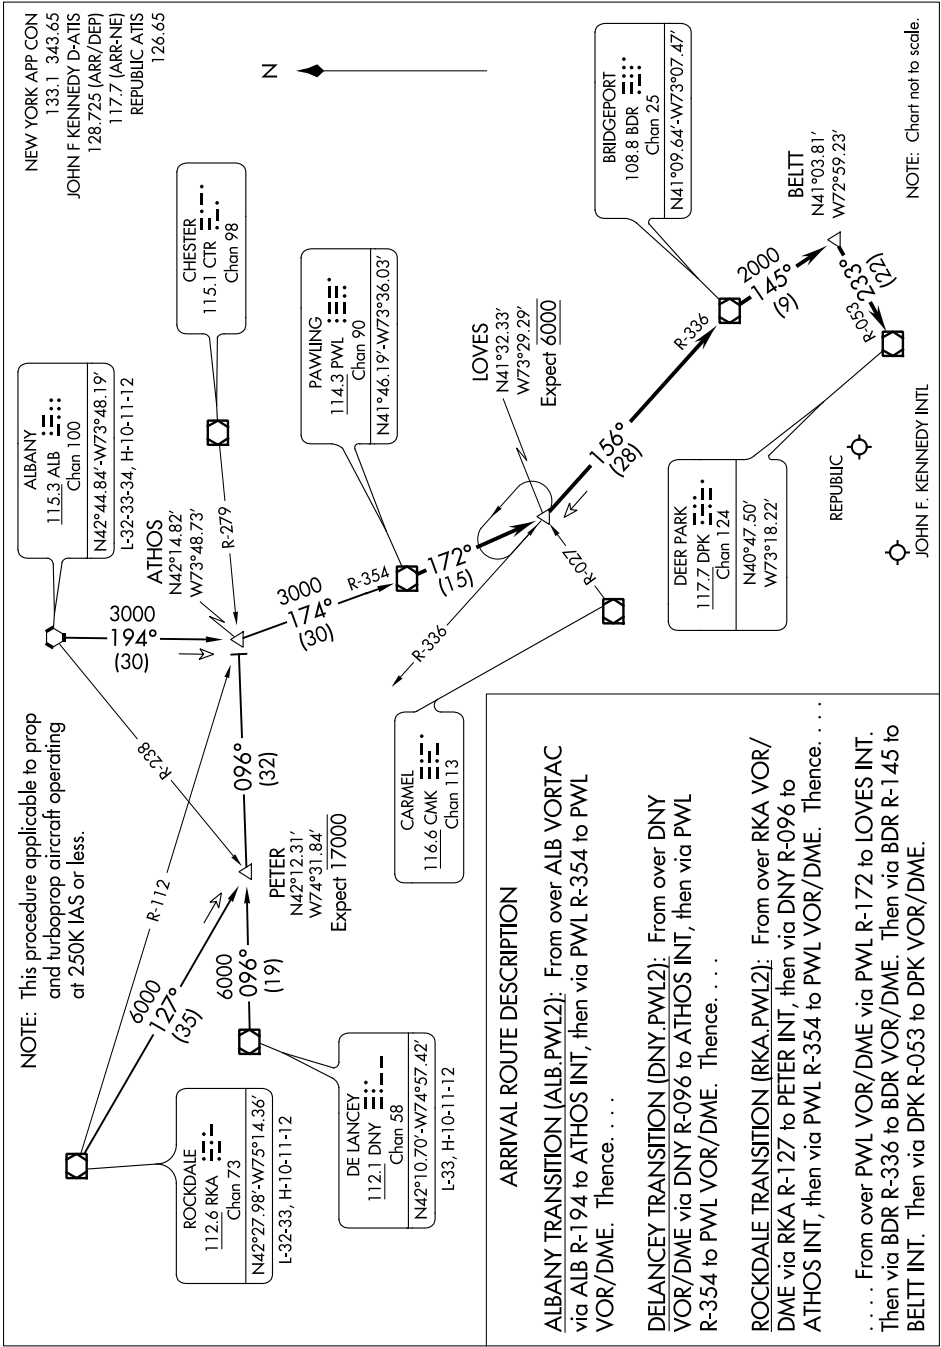 NEW YORK APP CON
133.1 343.65
JOHN F KENNEDY D-ATIS
128.725 (ARR/DEP)
117.7 (ARR-NE)
REPUBLIC ATIS
126.65
NOTE: This procedure applicable to prop
and turboprop aircraft operating
at 250K IAS or less.
N
ALBANY
115.3 ALB
Chan 100
N42°44.84'-W73°48.19'
L-32-33-34, H-10-11-12
CHESTER
115.1 CTR
Chan 98
R-279
ATHOS
N42°14.82'
W73°48.73'
3000
194°
(30)
R-238
R-112
ROCKDALE
112.6 RKA
Chan 73
N42°27.98'-W75°14.36'
L-32-33, H-10-11-12
6000
127°
(35)
DE LANCEY
112.1 DNY
Chan 58
N42°10.70'-W74°57.42'
L-33, H-10-11-12
6000
096°
(19)
PETER
N42°12.31'
W74°31.84'
Expect 17000
096°
(32)
3000
174°
(30)
R-354
PAWLING
114.3 PWL
Chan 90
N41°46.19'-W73°36.03'
172°
(15)
LOVES
N41°32.33'
W73°29.29'
Expect 6000
R-336
R-027
CARMEL
116.6 CMK
Chan 113
156°
(28)
R-336
BRIDGEPORT
108.8 BDR
Chan 25
N41°09.64'-W73°07.47'
2000
145°
(9)
BELTT
N41°03.81'
W72°59.23'
R-053
233°
(22)
DEER PARK
117.7 DPK
Chan 124
N40°47.50'
W73°18.22'
REPUBLIC
JOHN F. KENNEDY INTL
NOTE: Chart not to scale.
ARRIVAL ROUTE DESCRIPTION
ALBANY TRANSITION (ALB.PWL2): From over ALB VORTAC
via ALB R-194 to ATHOS INT, then via PWL R-354 to PWL
VOR/DME. Thence. . . .
DELANCEY TRANSITION (DNY.PWL2): From over DNY
VOR/DME via DNY R-096 to ATHOS INT, then via PWL
R-354 to PWL VOR/DME. Thence. . . .
ROCKDALE TRANSITION (RKA.PWL2): From over RKA VOR/
DME via RKA R-127 to PETER INT, then via DNY R-096 to
ATHOS INT, then via PWL R-354 to PWL VOR/DME. Thence. . . .
. . . . From over PWL VOR/DME via PWL R-172 to LOVES INT.
Then via BDR R-336 to BDR VOR/DME. Then via BDR R-145 to
BELTT INT. Then via DPK R-053 to DPK VOR/DME.